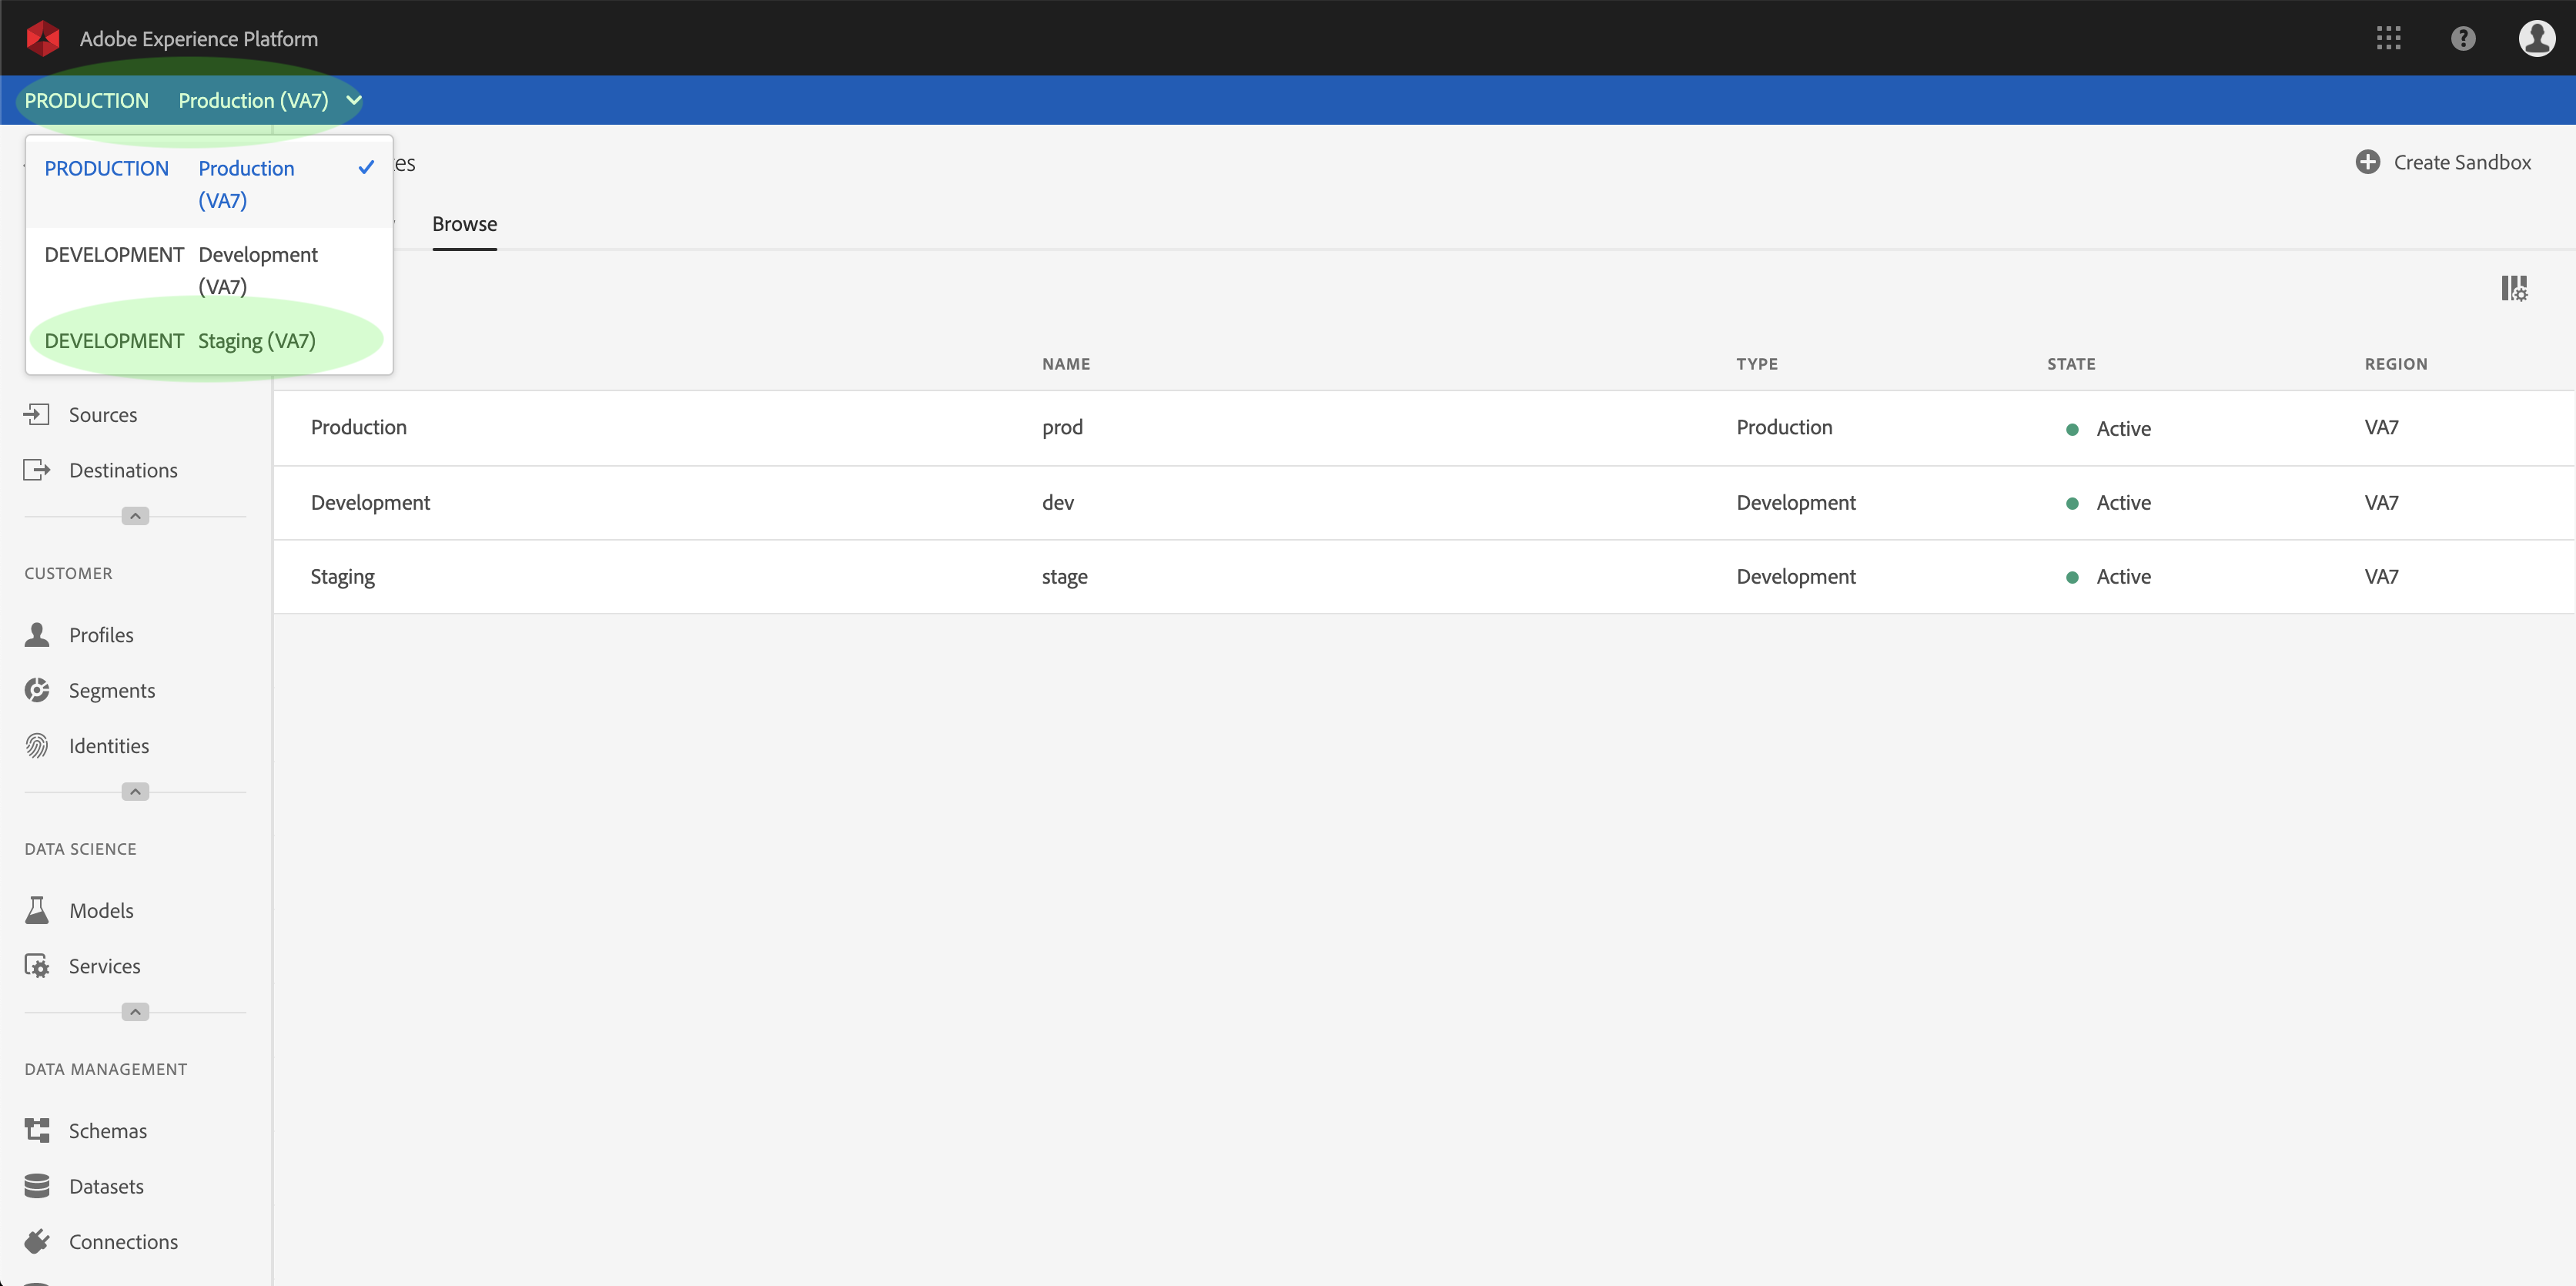 Adobe Experience Platform
PRODUCTION Production (VA7)
PRODUCTION Production
(VA7)
DEVELOPMENT Development
(VA7)
DEVELOPMENT Staging (VA7)
Create Sandbox
Browse
NAME TYPE STATE REGION
Production prod Production Active VA7
Development dev Development Active VA7
Staging stage Development Active VA7
Sources
Destinations
CUSTOMER
Profiles
Segments
Identities
DATA SCIENCE
Models
Services
DATA MANAGEMENT
Schemas
Datasets
Connections